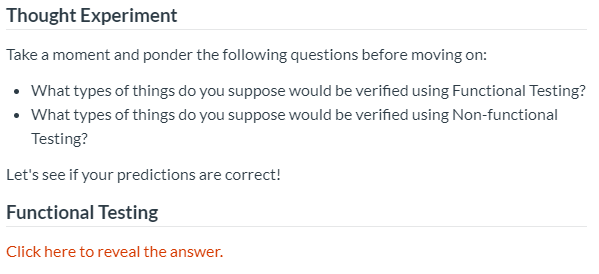 Thought Experiment
Take a moment and ponder the following questions before moving on:
• What types of things do you suppose would be verified using Functional Testing?
• What types of things do you suppose would be verified using Non-functional
Testing?
Let's see if your predictions are correct!
Functional Testing
Click here to reveal the answer.